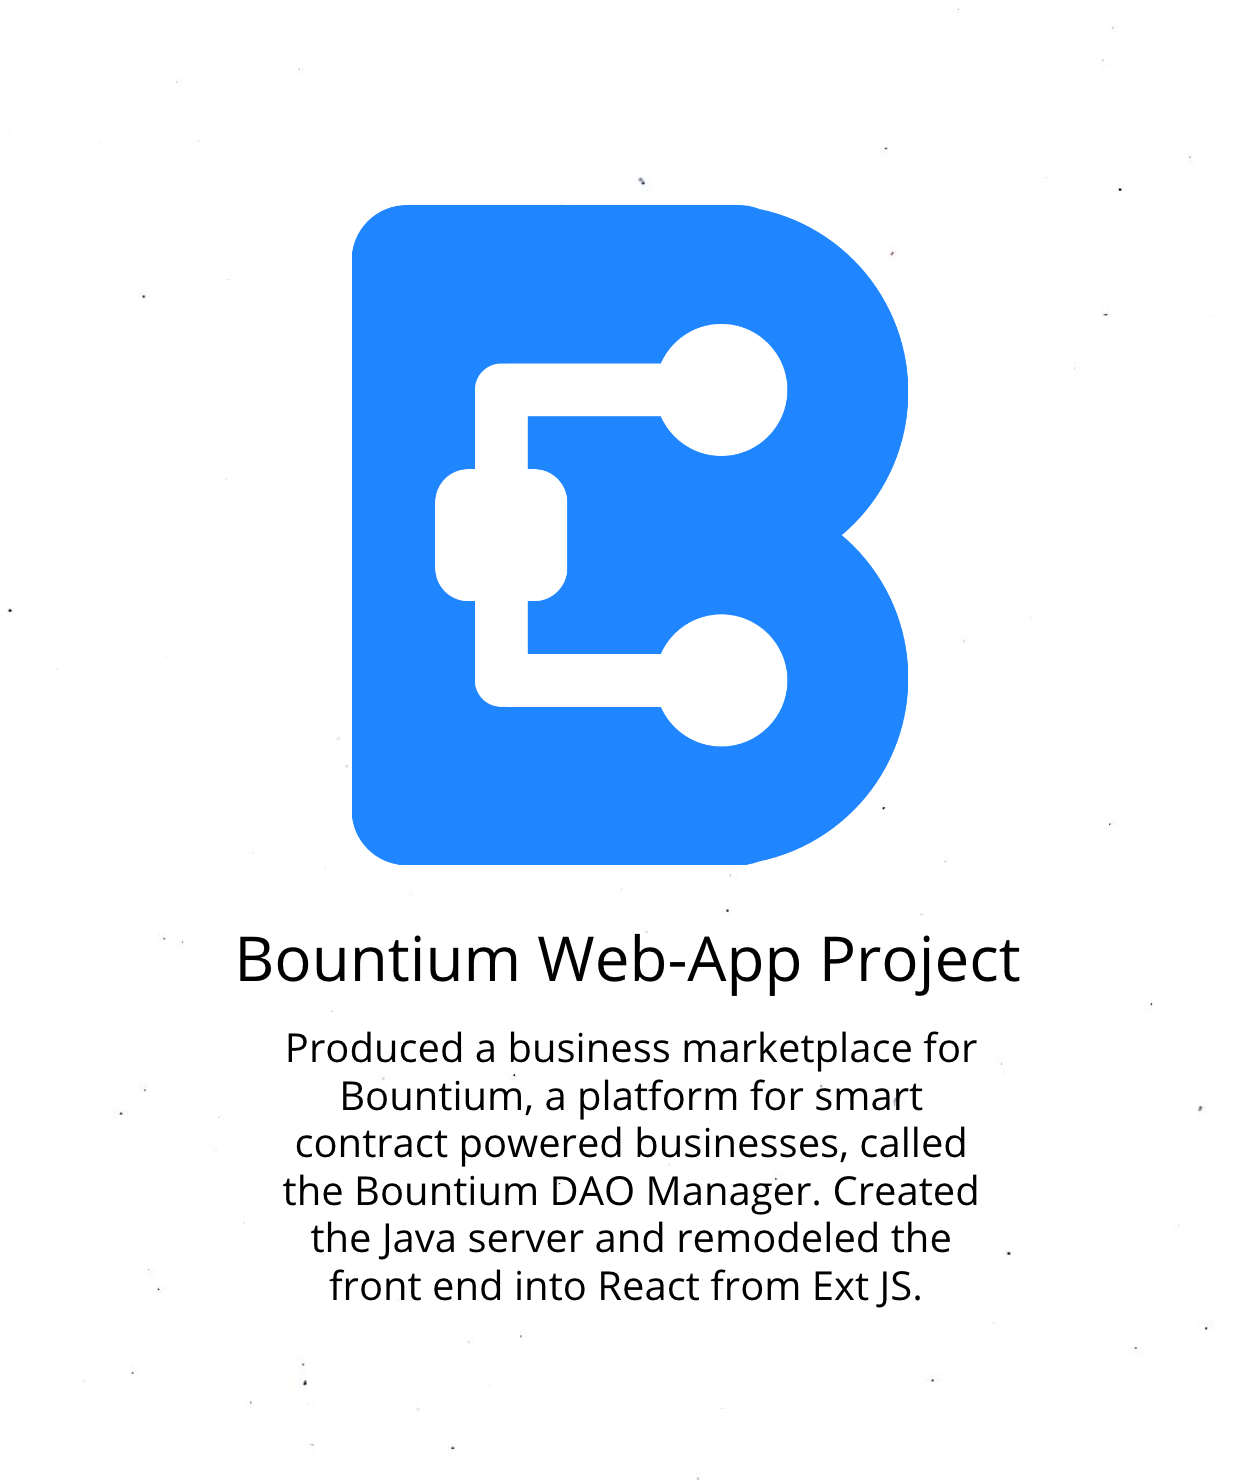 Bountium Web-App Project
Produced a business marketplace for
Bountium, a platform for smart
contract powered businesses, called
the Bountium DAO Manager. Created
the Java server and remodeled the
front end into React from Ext JS.